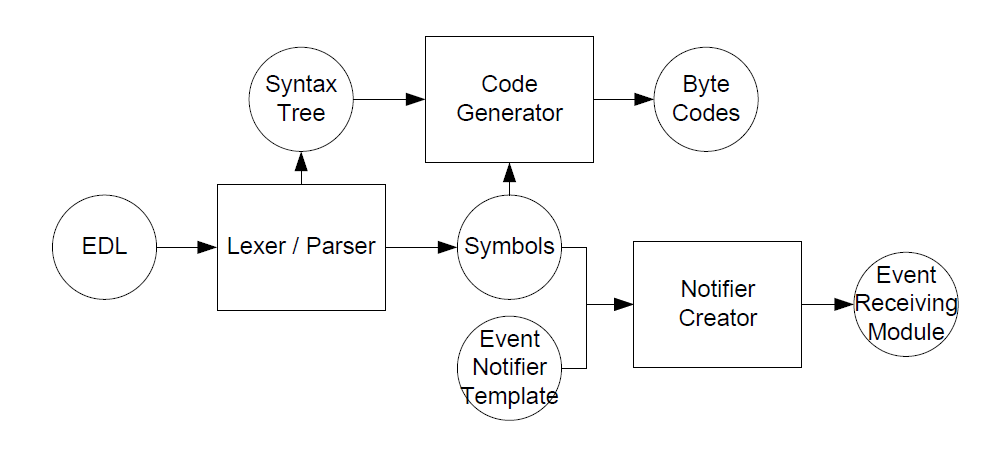 Syntax
Tree
Code
Generator
Byte
Codes
EDL
Lexer / Parser
Symbols
Notifier
Creator
Event
Receiving
Module
Event
Notifier
Template